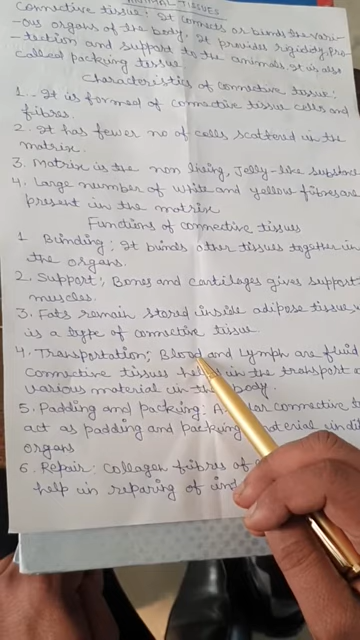 ANIMAL TISSUES
Connective tissue: It connects or binds the vari-
-ous organs of the body. It provides rigidity, Pro-
-tection and support to the animals. It is also
called packing tissue
Characteristics of connective tissue:
1. It is formed of connective tissue cells and
fibres.
2. It has fewer no of cells scattered in the
matrix.
3. Matrix is the non living, Jelly-like substance
4. Large number of white and yellow fibres are
present in the matrix
Functions of connective tissues
1 Binding: It binds other tissues together in
the organs.
2. Support: Bones and cartilages gives support
muscles.
3. Fats remain stored inside adipose tissue.
is a type of connective tissue
4. Transportation; Blood and Lymph are fluid
Connective tissues in the transport
various material in the body.
5. Padding and packing: connective
act as padding and packing material in
organs
6. Repair: Collagen fibres of
help in reparing of